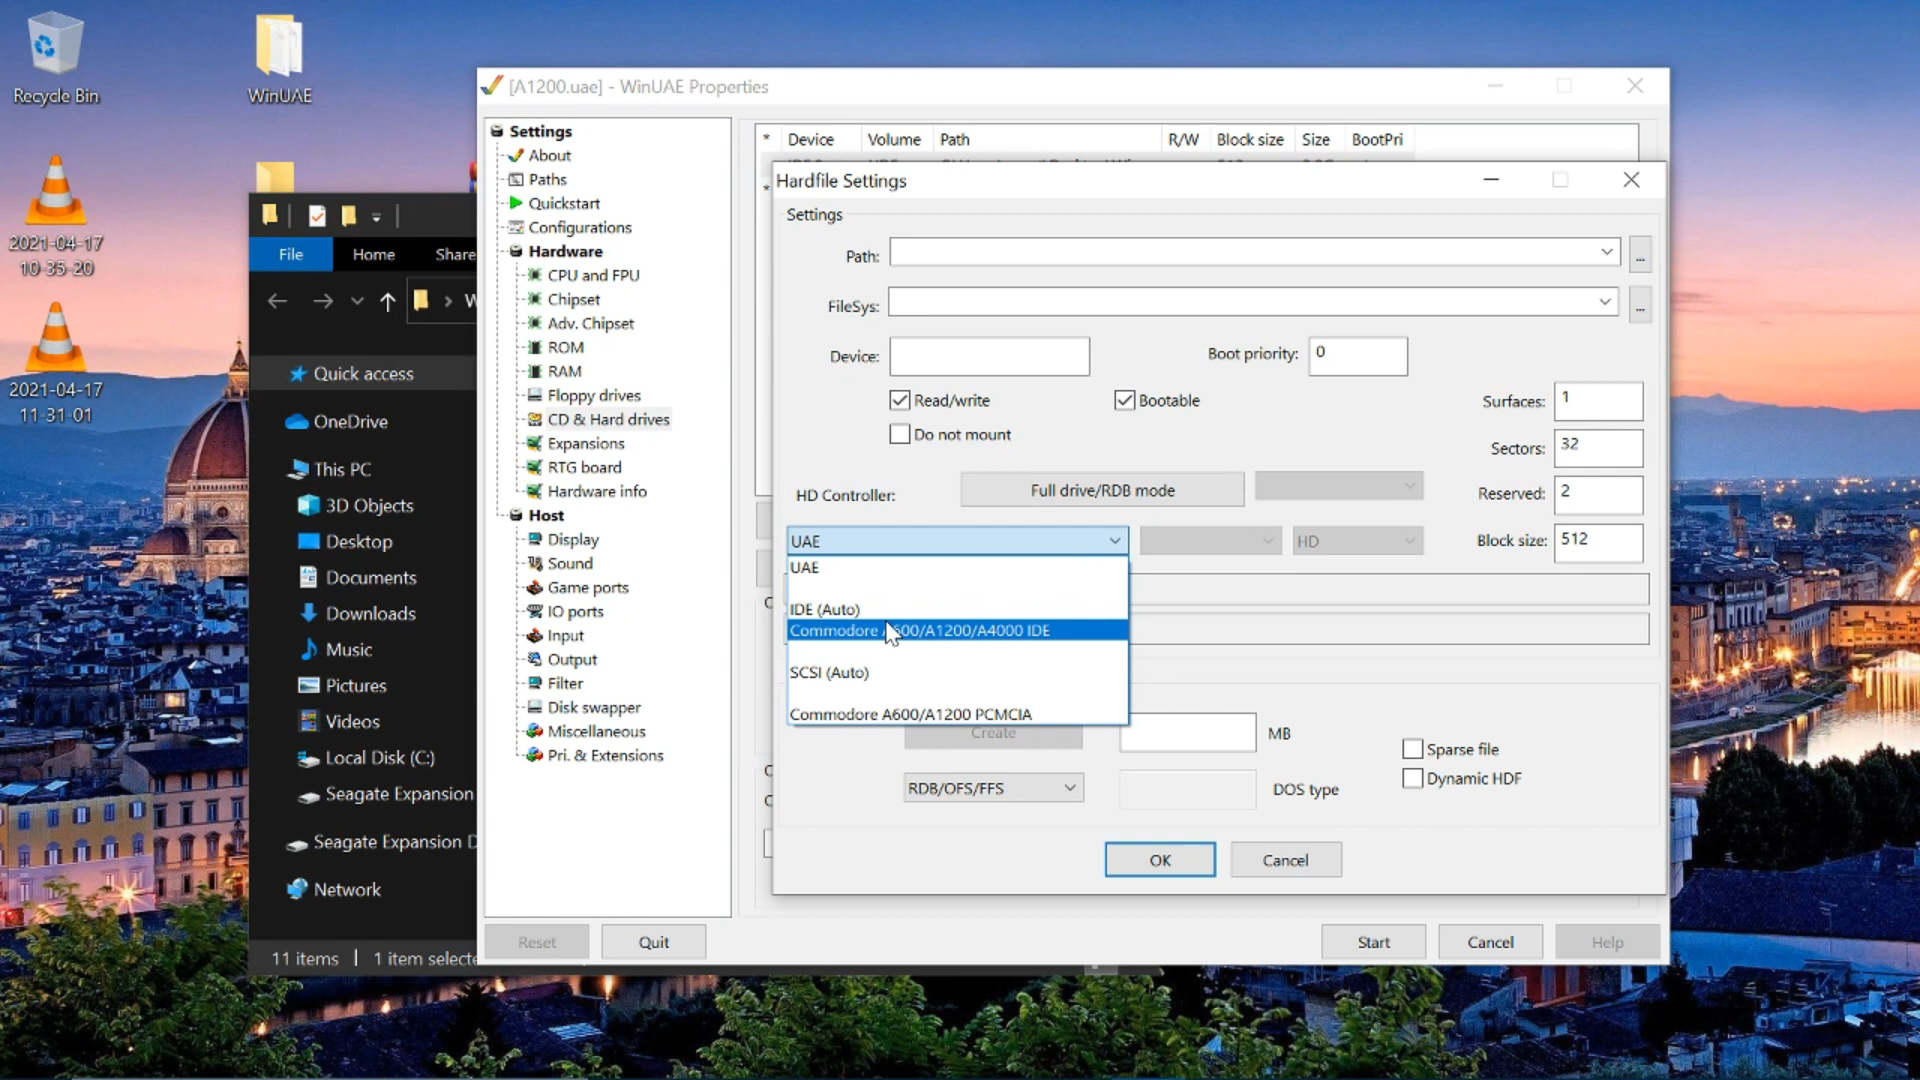 Recycle Bin
WinUAE
2021-04-17
10-35-20
2021-04-17
11-31-01
File
Home
Share
W
Quick access
OneDrive
This PC
3D Objects
Desktop
Documents
Downloads
Music
Pictures
Videos
Local Disk (C:)
Seagate Expansion
Seagate Expansion D
Network
11 items
1 item selecte
[A1200.uae] - WinUAE Properties
Settings
About
Paths
Quickstart
Configurations
Hardware
CPU and FPU
Chipset
Adv. Chipset
ROM
RAM
Floppy drives
CD & Hard drives
Expansions
RTG board
Hardware info
Host
Display
Sound
Game ports
IO ports
Input
Output
Filter
Disk swapper
Miscellaneous
Pri. & Extensions
* Device Volume Path R/W Block size Size BootPri
*
Hardfile Settings
Settings
Path:
...
FileSys:
...
Device:
Boot priority: 0
Read/write
Bootable
Do not mount
Surfaces: 1
Sectors: 32
HD Controller:
Full drive/RDB mode
Reserved: 2
UAE
HD
Block size: 512
UAE
IDE (Auto)
Commodore A600/A1200/A4000 IDE
SCSI (Auto)
Commodore A600/A1200 PCMCIA
Create
MB
Sparse file
Dynamic HDF
RDB/OFS/FFS
DOS type
OK
Cancel
Reset
Quit
Start
Cancel
Help